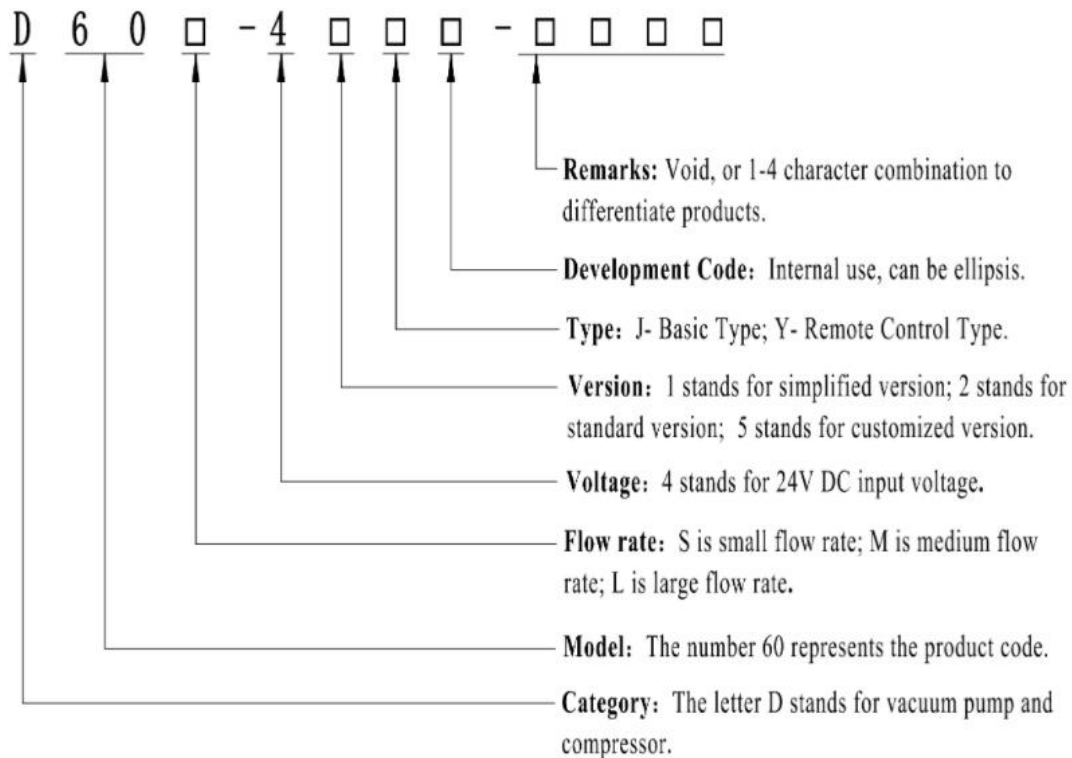 D 60 □ -4 □ □ □ -□ □ □ □
Remarks: Void, or 1-4 character combination to
differentiate products.
Development Code: Internal use, can be ellipsis.
Type: J- Basic Type; Y- Remote Control Type.
Version: 1 stands for simplified version; 2 stands for
standard version; 5 stands for customized version.
Voltage: 4 stands for 24V DC input voltage.
Flow rate: S is small flow rate; M is medium flow
rate; L is large flow rate.
Model: The number 60 represents the product code.
Category: The letter D stands for vacuum pump and
compressor.